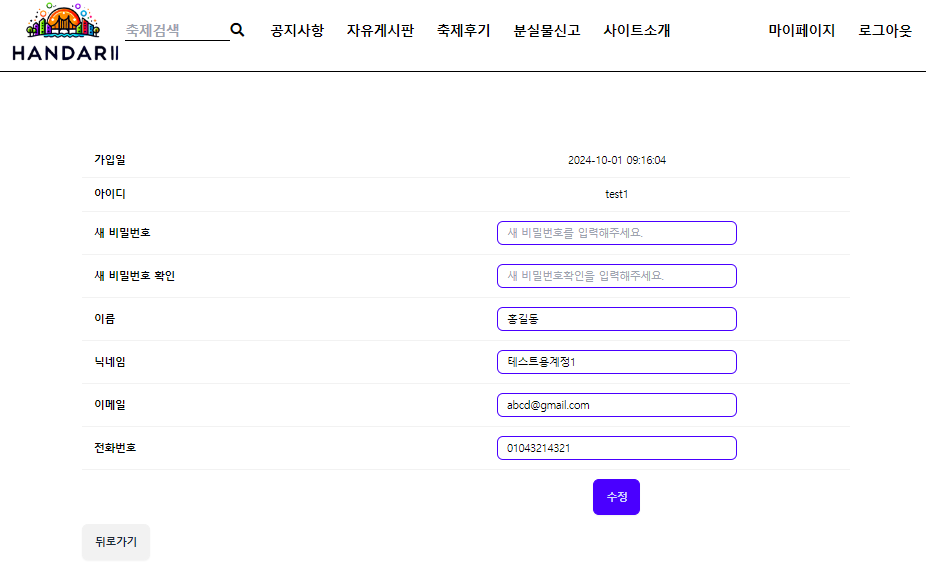 HANDARII
축제검색 공지사항 자유게시판 축제후기 분실물신고 사이트소개 마이페이지 로그아웃
가입일 2024-10-01 09:16:04
아이디 test1
새 비밀번호 새 비밀번호를 입력해주세요.
새 비밀번호 확인 새 비밀번호확인을 입력해주세요.
이름 홍길동
닉네임 테스트용계정1
이메일 abcd@gmail.com
전화번호 01043214321
수정
뒤로가기